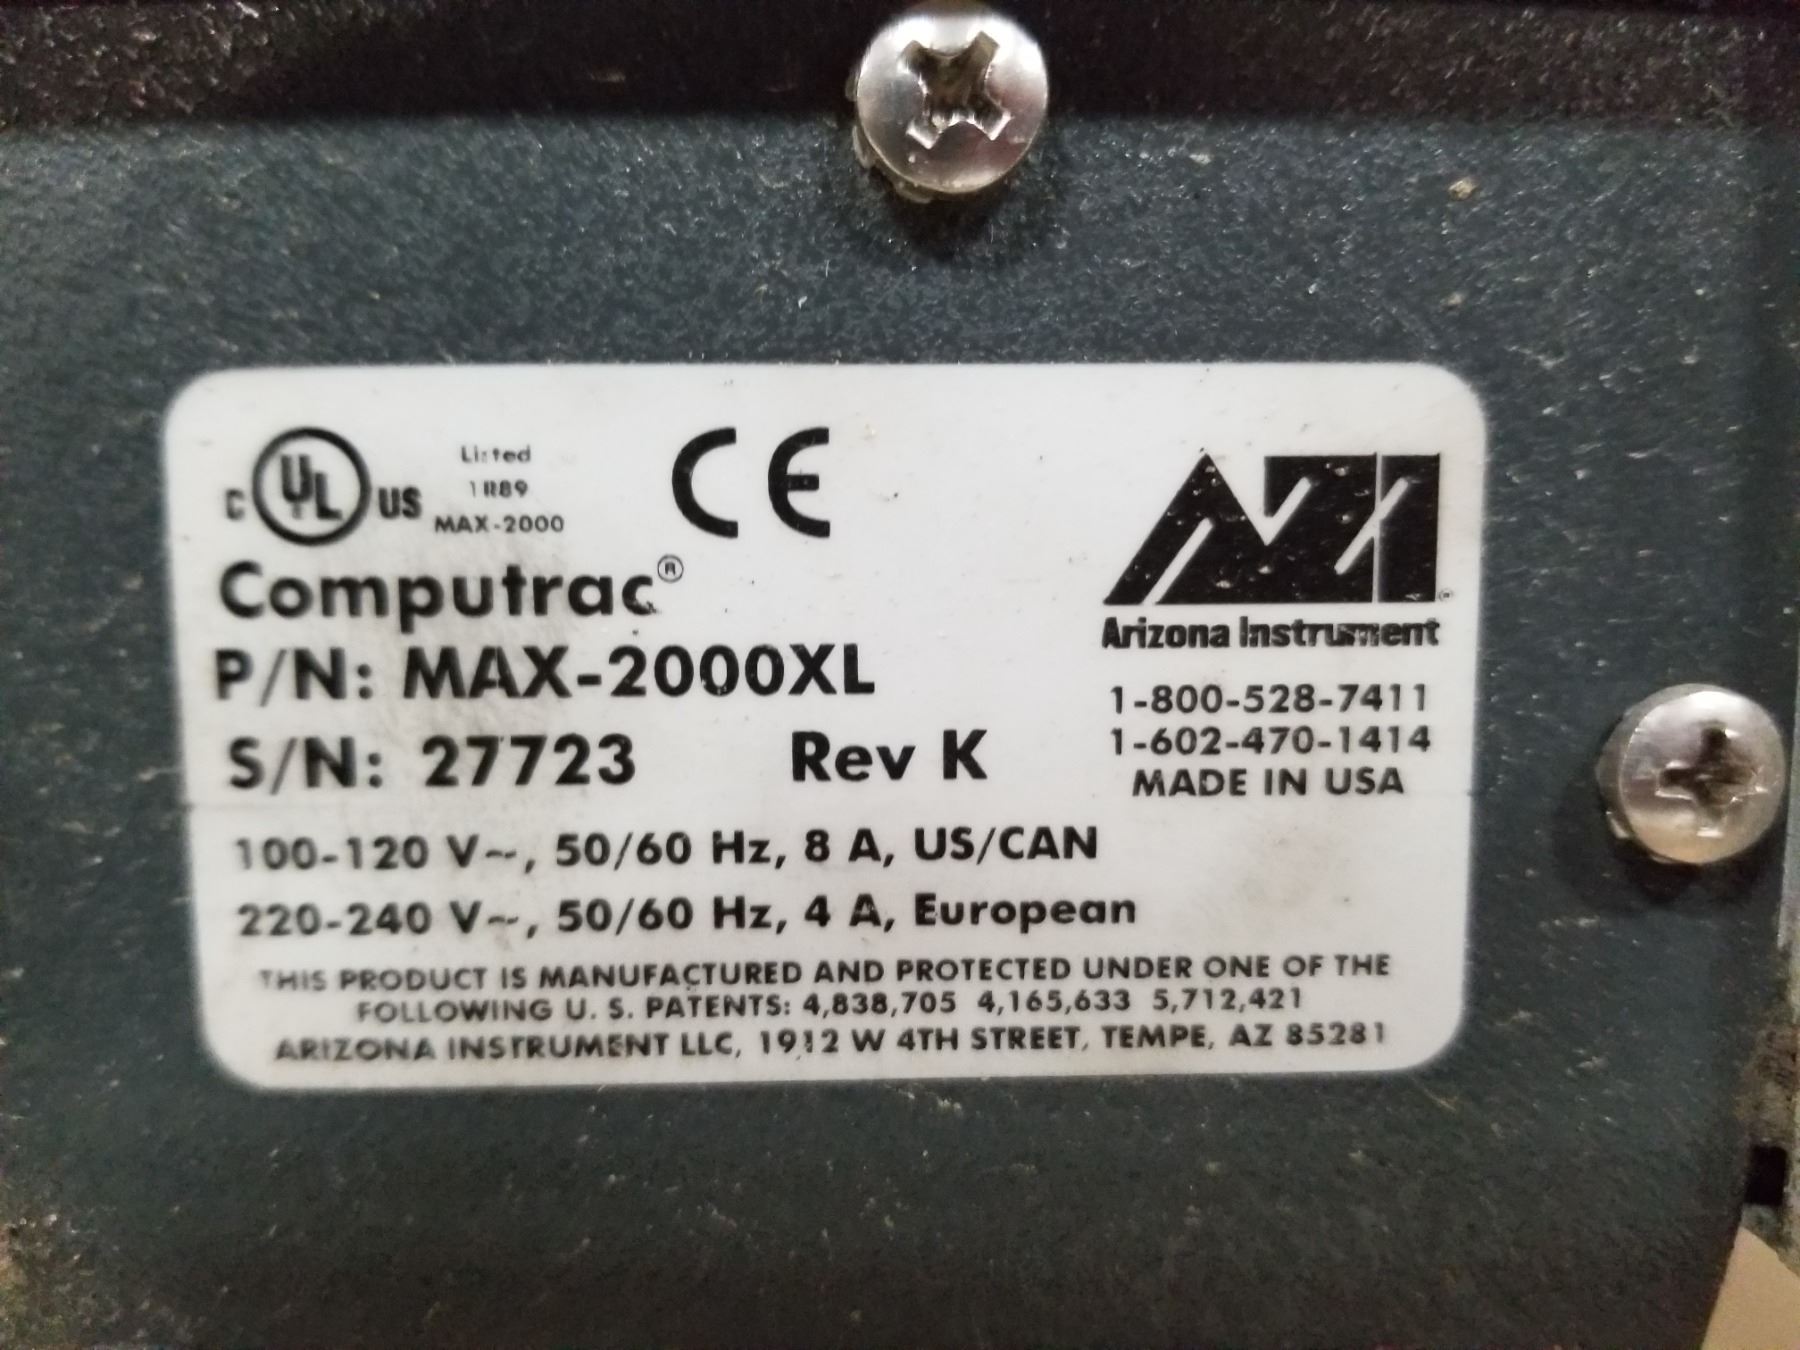 C UL US Listed
1R89
MAX-2000
CE
AZI
Arizona Instrument
Computrac®
P/N: MAX-2000XL
S/N: 27723 Rev K
1-800-528-7411
1-602-470-1414
MADE IN USA
100-120 V~, 50/60 Hz, 8 A, US/CAN
220-240 V~, 50/60 Hz, 4 A, European
THIS PRODUCT IS MANUFACTURED AND PROTECTED UNDER ONE OF THE
FOLLOWING U. S. PATENTS: 4,838,705 4,165,633 5,712,421
ARIZONA INSTRUMENT LLC, 1912 W 4TH STREET, TEMPE, AZ 85281